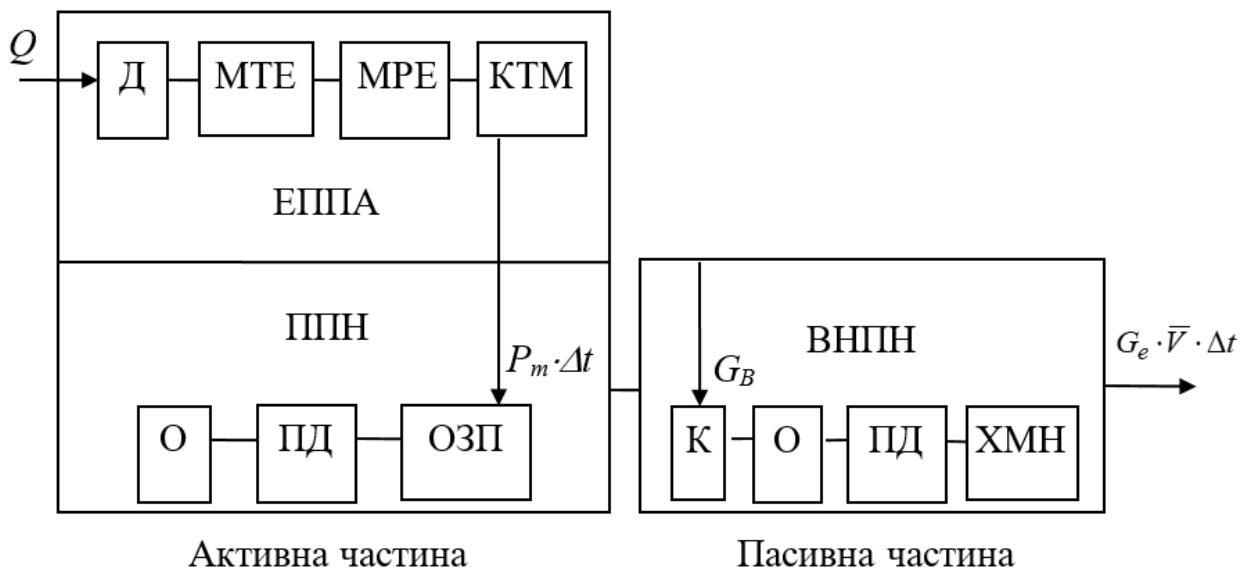 Q
Д МТЕ МРЕ КТМ
ЕППА
ППН
P_m·Δt
О ПД ОЗП
ВНПН
G_B
К О ПД ХМН
G_e · V̅ · Δt
Активна частина
Пасивна частина